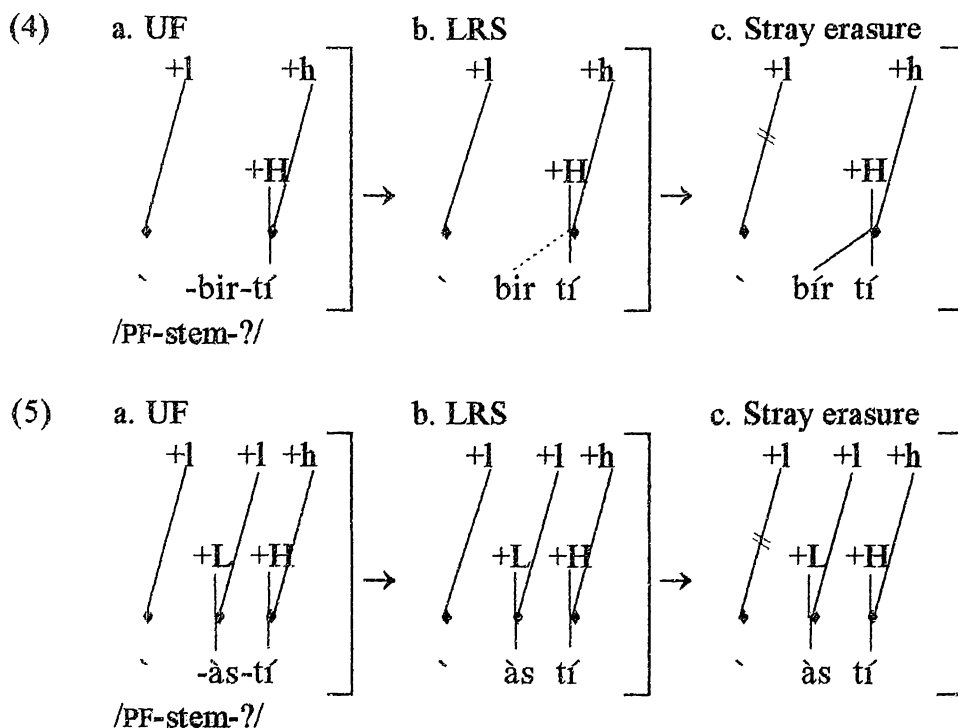 (4) a. UF b. LRS c. Stray erasure
+l +h +l +h +l +h
+H → +H → +H
` -bir-tí ` bir tí ` bír tí
/PF-stem-?/
(5) a. UF b. LRS c. Stray erasure
+l +l +h +l +l +h +l +l +h
+L +H → +L +H → +L +H
` -às-tí ` às tí ` às tí
/PF-stem-?/